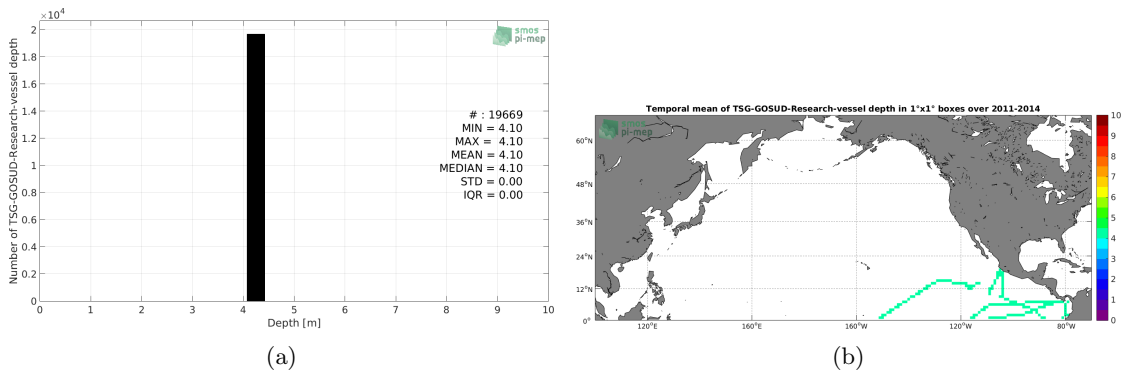 ×10⁴
2
1.8
1.6
1.4
1.2
1
0.8
0.6
0.4
0.2
0
Number of TSG-GOSUD-Research-vessel depth
smos
pi-mep
# : 19669
MIN = 4.10
MAX = 4.10
MEAN = 4.10
MEDIAN = 4.10
STD = 0.00
IQR = 0.00
0 1 2 3 4 5 6 7 8 9 10
Depth [m]
(a)
Temporal mean of TSG-GOSUD-Research-vessel depth in 1°x1° boxes over 2011-2014
smos
pi-mep
60°N
48°N
36°N
24°N
12°N
0°
120°E 160°E 160°W 120°W 80°W
10
9
8
7
6
5
4
3
2
1
0
(b)